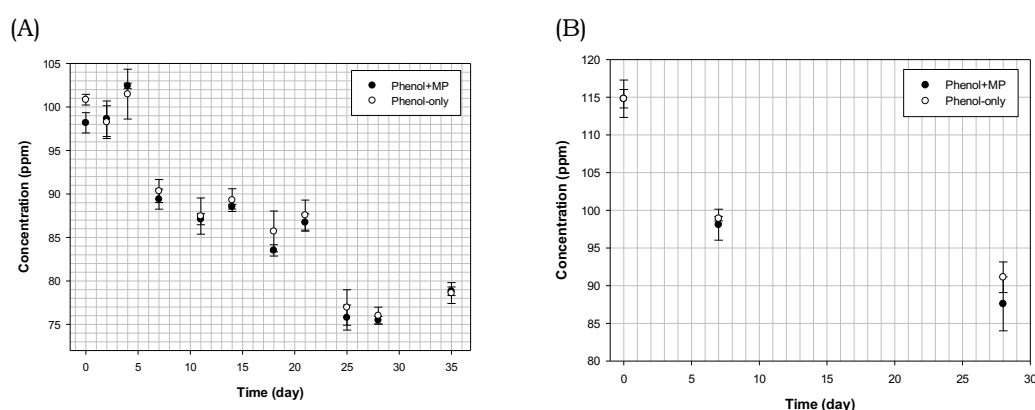 (A)
105
100
95
90
85
80
75
Concentration (ppm)
0 5 10 15 20 25 30 35
Time (day)
Phenol+MP
Phenol-only
(B)
120
115
110
105
100
95
90
85
80
Concentration (ppm)
0 5 10 15 20 25 30
Time (day)
Phenol+MP
Phenol-only